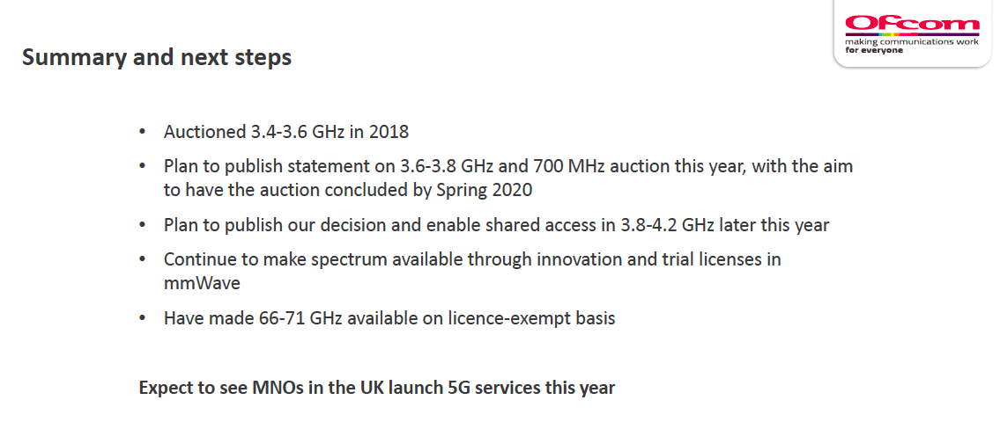 Ofcom
making communications work
for everyone
Summary and next steps
• Auctioned 3.4-3.6 GHz in 2018
• Plan to publish statement on 3.6-3.8 GHz and 700 MHz auction this year, with the aim
to have the auction concluded by Spring 2020
• Plan to publish our decision and enable shared access in 3.8-4.2 GHz later this year
• Continue to make spectrum available through innovation and trial licenses in
mmWave
• Have made 66-71 GHz available on licence-exempt basis
Expect to see MNOs in the UK launch 5G services this year